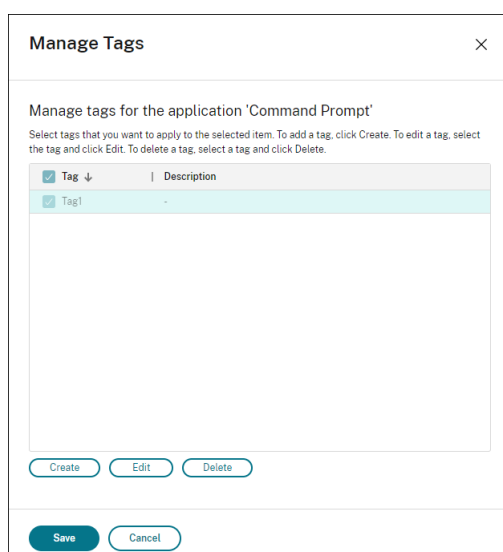 Manage Tags
Manage tags for the application 'Command Prompt'
Select tags that you want to apply to the selected item. To add a tag, click Create. To edit a tag, select
the tag and click Edit. To delete a tag, select a tag and click Delete.
Tag ↓ | Description
Tag1 -
Create Edit Delete
Save Cancel